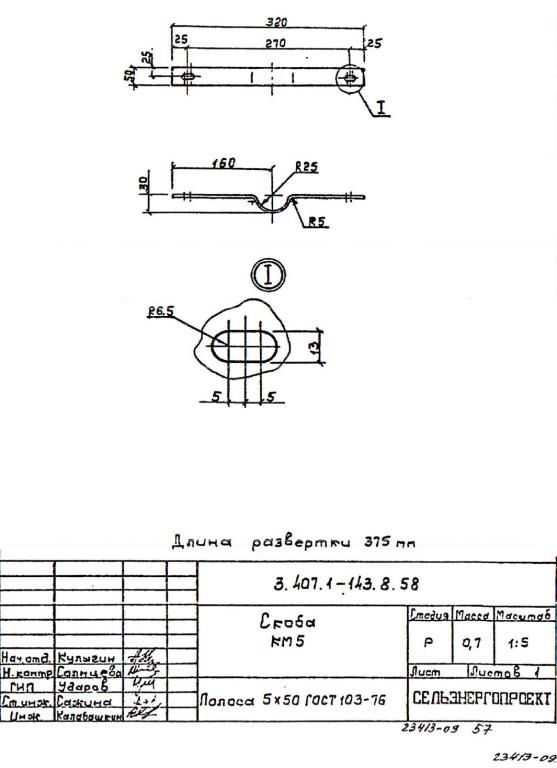 320
25 270 25
25
50
I
160
R25
30
R5
I
R6.5
13
5 5
Длина развертки 375 мм
3.407.1-143.8.58
Скоба
КМ5
Стадия Масса Масштаб
Р 0,7 1:5
Лист Листов 1
Нач.отд. Кулыгин
Н.контр. Солнцева
ГИП Ударов
Ст.инж. Сажина
Инж. Калабашкин
Полоса 5×50 ГОСТ 103-76
СЕЛЬЭНЕРГОПРОЕКТ
23413-09 57
23413-09